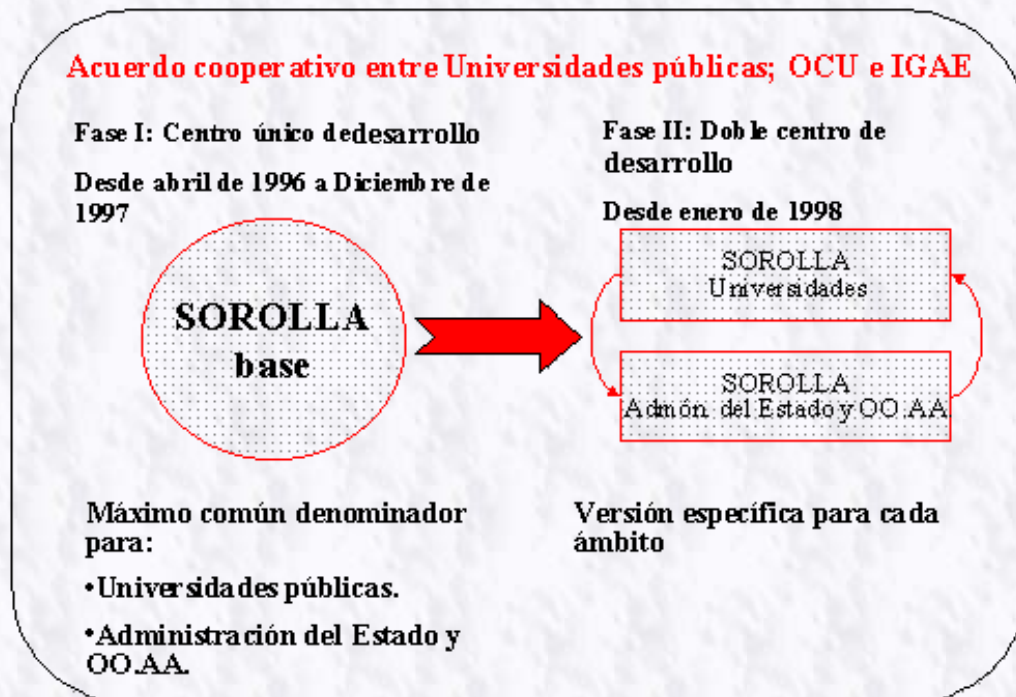 Acuerdo cooperativo entre Universidades públicas; OCU e IGAE
Fase I: Centro único dedesarrollo
Desde abril de 1996 a Diciembre de
1997
SOROLLA
base
Máximo común denominador
para:
•Universidades públicas.
•Administración del Estado y
OO.AA.
Fase II: Doble centro de
desarrollo
Desde enero de 1998
SOROLLA
Universidades
SOROLLA
Admón. del Estado y OO.AA
Versión específica para cada
ámbito